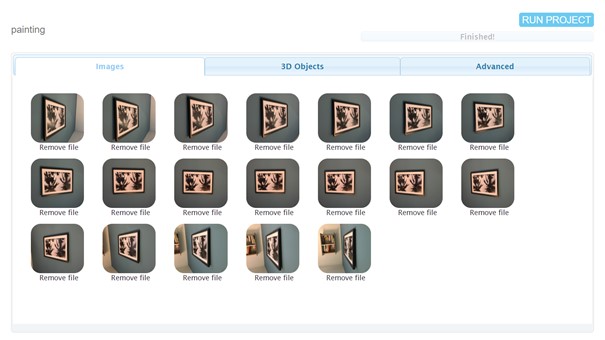 RUN PROJECT
painting
Finished!
Images 3D Objects Advanced
Remove file Remove file Remove file Remove file Remove file Remove file Remove file
Remove file Remove file Remove file Remove file Remove file Remove file Remove file
Remove file Remove file Remove file Remove file Remove file